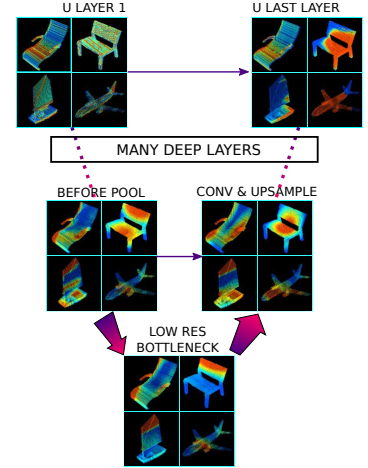 U LAYER 1
U LAST LAYER
MANY DEEP LAYERS
BEFORE POOL
CONV & UPSAMPLE
LOW RES
BOTTLENECK